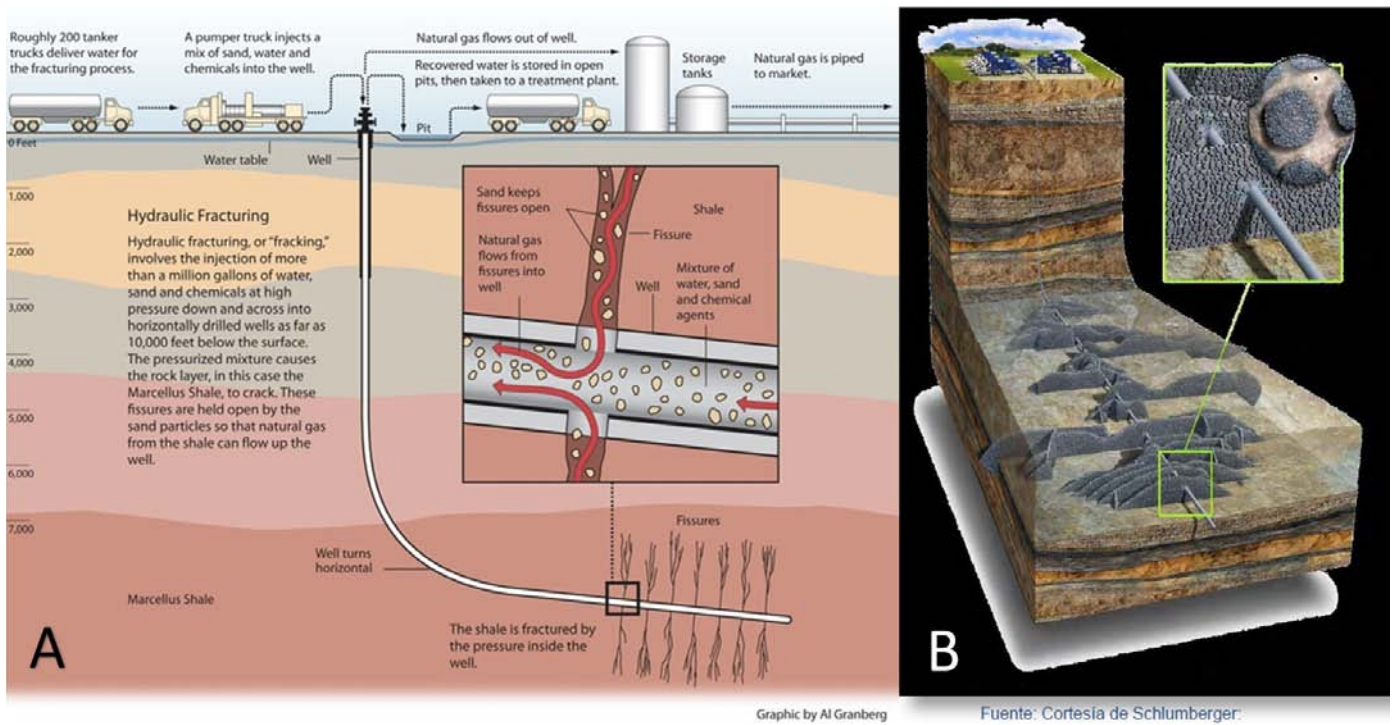 Roughly 200 tanker
trucks deliver water for
the fracturing process.
A pumper truck injects a
mix of sand, water and
chemicals into the well.
Natural gas flows out of well.
Recovered water is stored in open
pits, then taken to a treatment plant.
Storage
tanks
Natural gas is piped
to market.
Pit
0 Feet
Water table
Well
1,000
2,000
3,000
4,000
5,000
6,000
7,000
Hydraulic Fracturing
Hydraulic fracturing, or “fracking,”
involves the injection of more
than a million gallons of water,
sand and chemicals at high
pressure down and across into
horizontally drilled wells as far as
10,000 feet below the surface.
The pressurized mixture causes
the rock layer, in this case the
Marcellus Shale, to crack. These
fissures are held open by the
sand particles so that natural gas
from the shale can flow up the
well.
Sand keeps
fissures open
Shale
Fissure
Natural gas
flows from
fissures into
well
Well
Mixture of
water, sand
and chemical
agents
Fissures
Well turns
horizontal
Marcellus Shale
The shale is fractured by
the pressure inside the
well.
A
B
Graphic by Al Granberg
Fuente: Cortesía de Schlumberger: